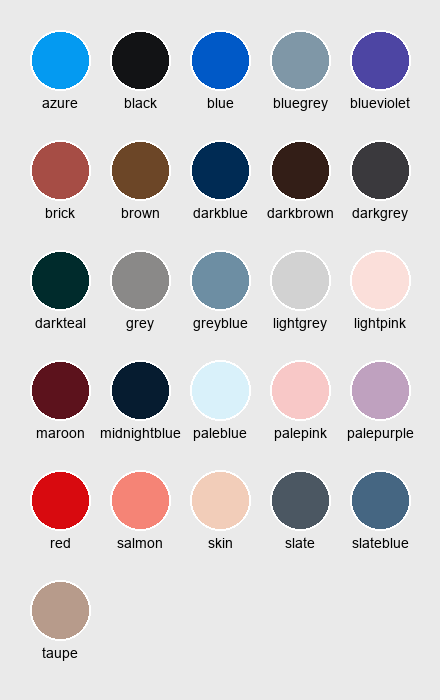 azure black blue bluegrey blueviolet
brick brown darkblue darkbrown darkgrey
darkteal grey greyblue lightgrey lightpink
maroon midnightblue paleblue palepink palepurple
red salmon skin slate slateblue
taupe